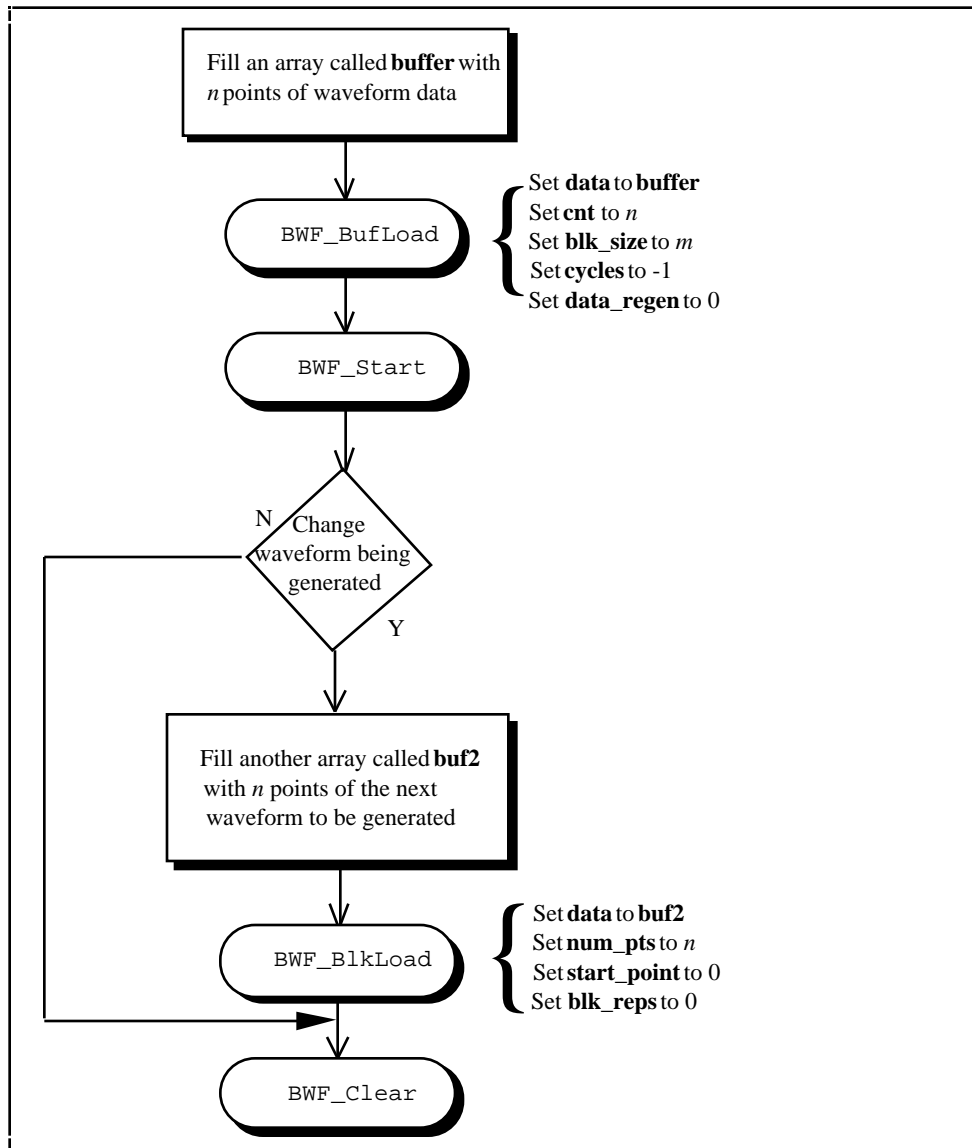 Fill an array called buffer with
n points of waveform data
BWF_BufLoad
Set data to buffer
Set cnt to n
Set blk_size to m
Set cycles to -1
Set data_regen to 0
BWF_Start
N
Change
waveform being
generated
Y
Fill another array called buf2
with n points of the next
waveform to be generated
BWF_BlkLoad
Set data to buf2
Set num_pts to n
Set start_point to 0
Set blk_reps to 0
BWF_Clear